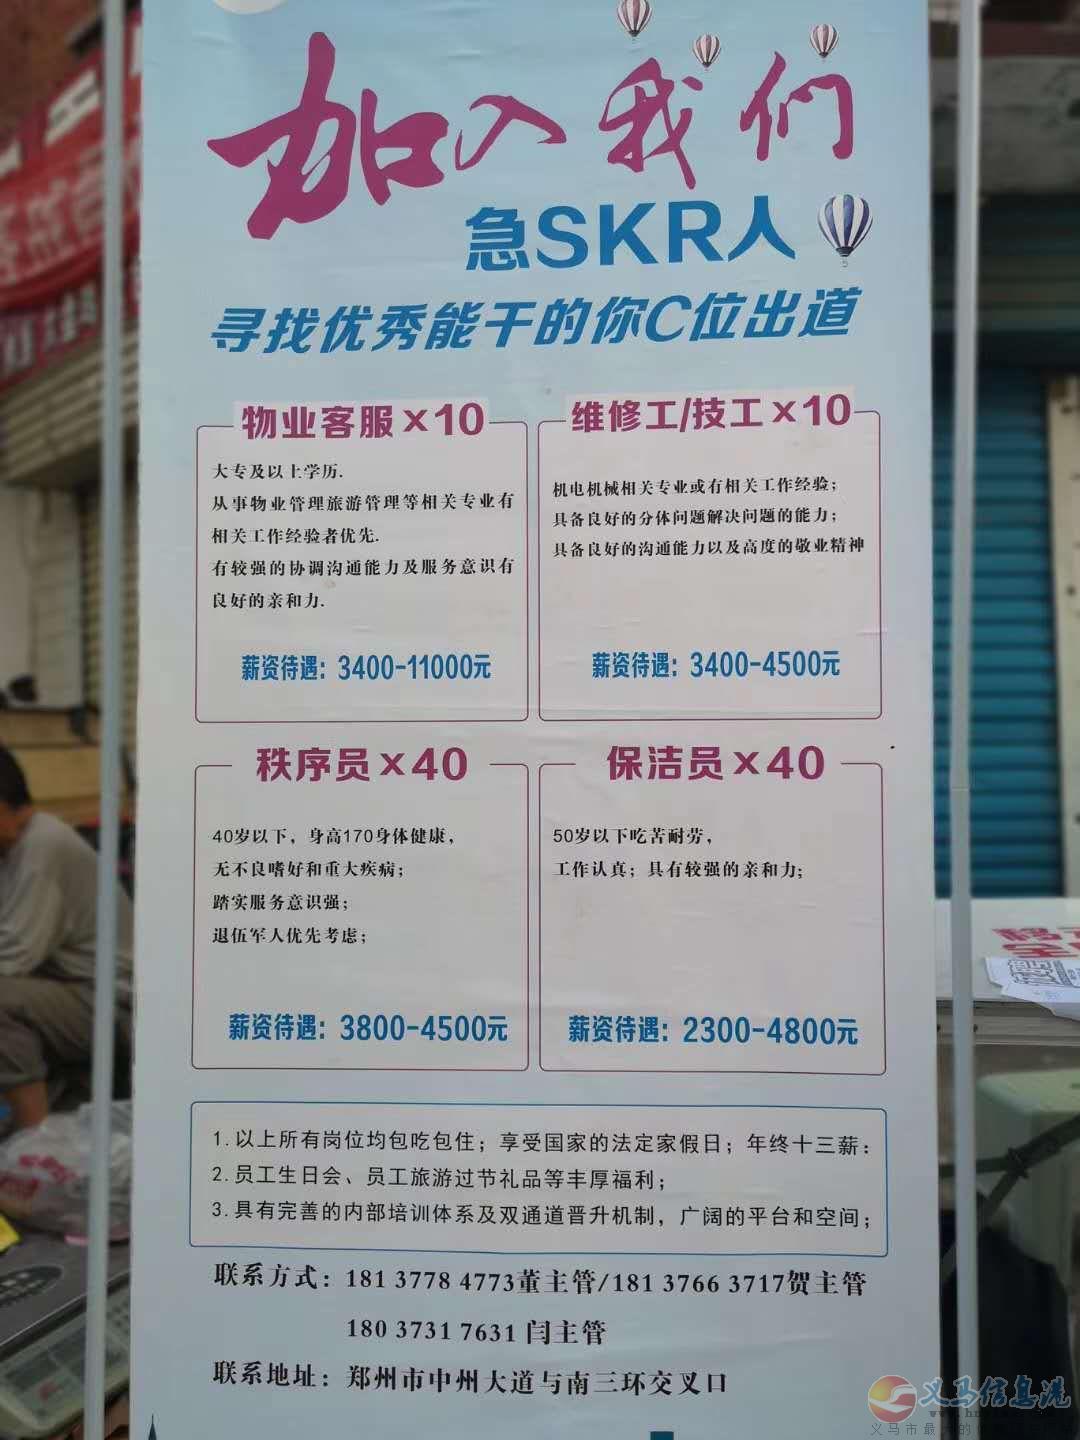 加入我们
急SKR人
寻找优秀能干的你C位出道
物业客服×10
大专及以上学历.
从事物业管理旅游管理等相关专业有
相关工作经验者优先.
有较强的协调沟通能力及服务意识有
良好的亲和力.
薪资待遇：3400-11000元
维修工/技工×10
机电机械相关专业或有相关工作经验；
具备良好的分体问题解决问题的能力；
具备良好的沟通能力以及高度的敬业精神
薪资待遇：3400-4500元
秩序员×40
40岁以下，身高170身体健康，
无不良嗜好和重大疾病；
踏实服务意识强；
退伍军人优先考虑；
薪资待遇：3800-4500元
保洁员×40
50岁以下吃苦耐劳，
工作认真；具有较强的亲和力；
薪资待遇：2300-4800元
1.以上所有岗位均包吃包住；享受国家的法定家假日；年终十三薪：
2.员工生日会、员工旅游过节礼品等丰厚福利；
3.具有完善的内部培训体系及双通道晋升机制，广阔的平台和空间；
联系方式：181 3778 4773董主管/181 3766 3717贺主管
180 3731 7631 闫主管
联系地址：郑州市中州大道与南三环交叉口
义马信息港
义马市最大的